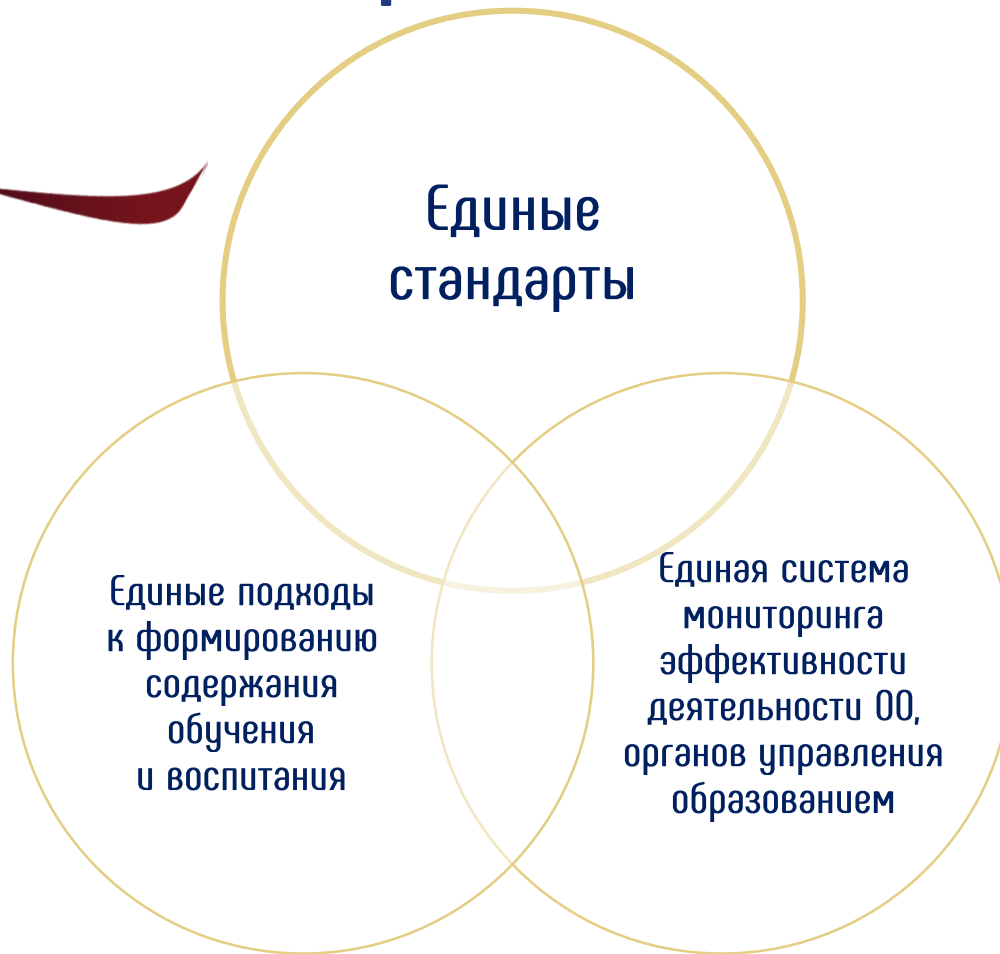 Единые
стандарты
Единые подходы
к формированию
содержания
обучения
и воспитания
Единая система
мониторинга
эффективности
деятельности ОО,
органов управления
образованием